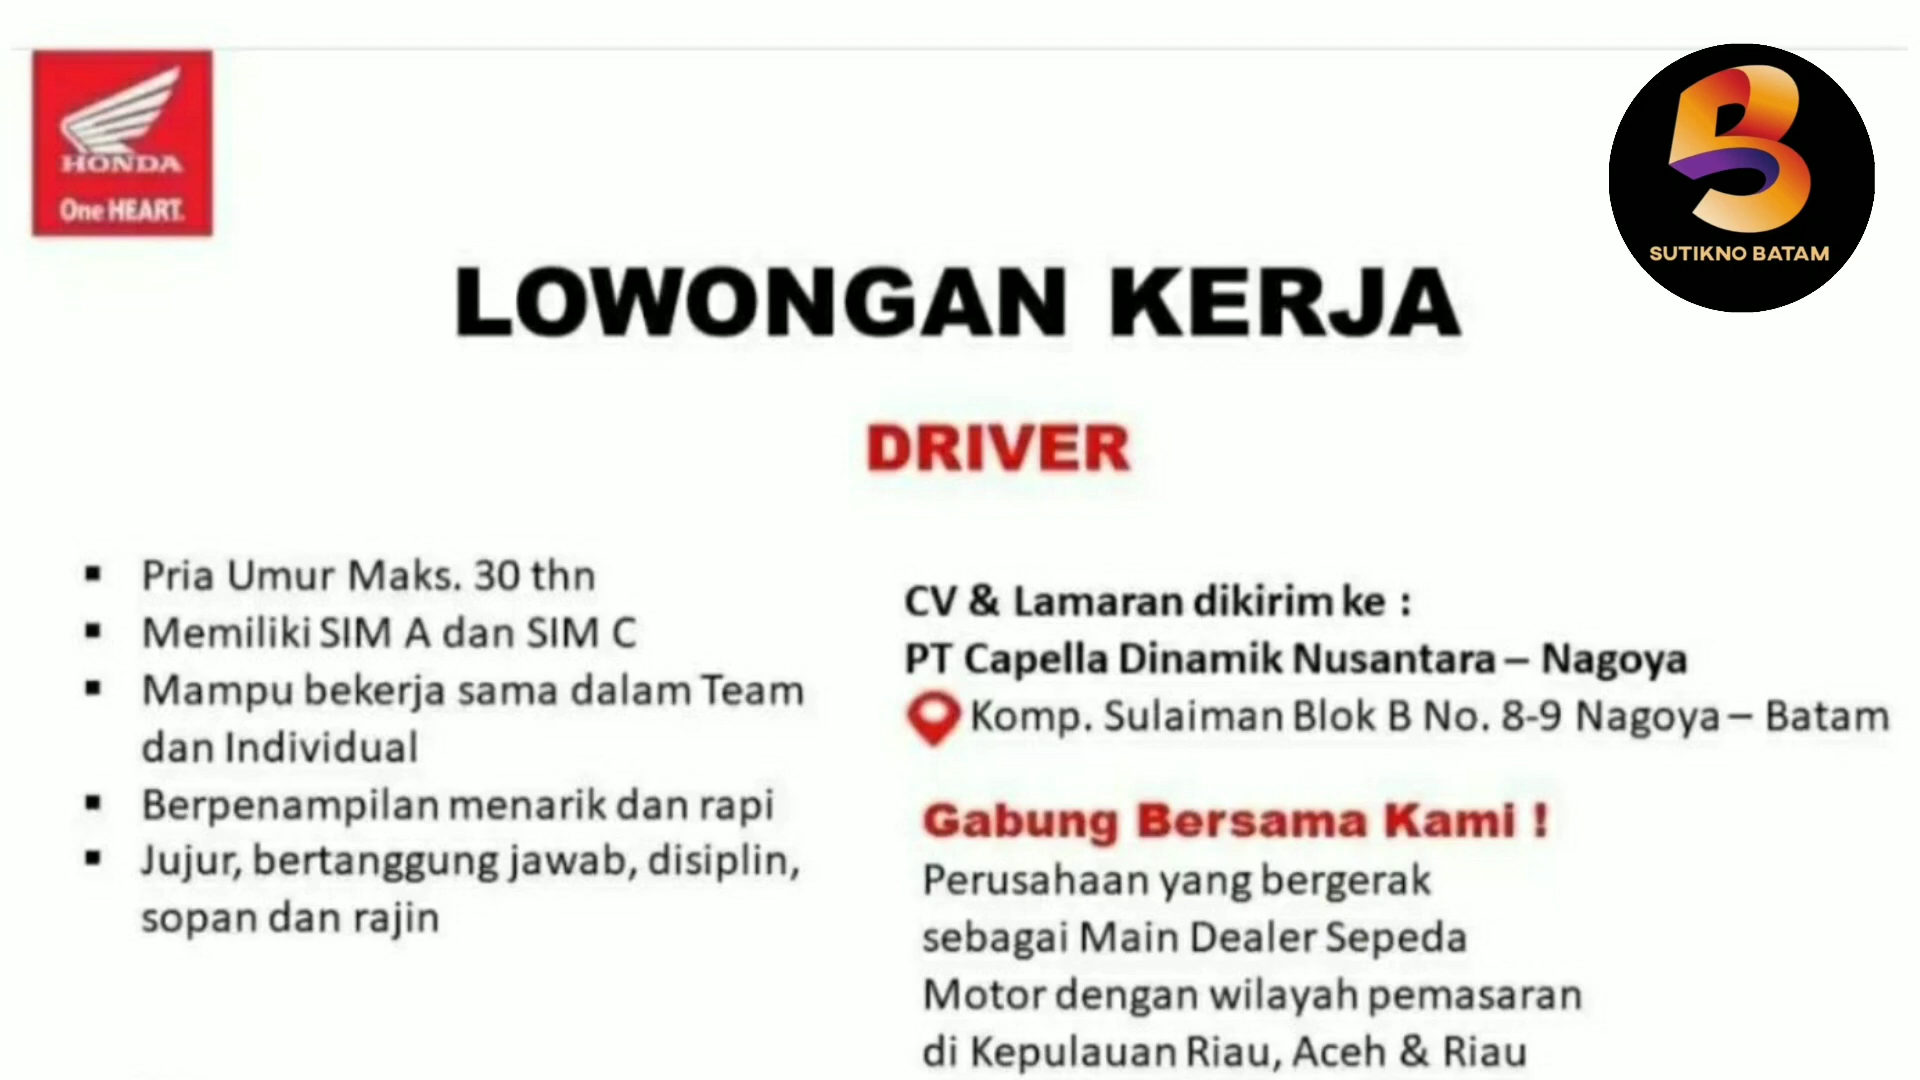 HONDA
One HEART.
SUTIKNO BATAM
LOWONGAN KERJA
DRIVER
▪ Pria Umur Maks. 30 thn
▪ Memiliki SIM A dan SIM C
▪ Mampu bekerja sama dalam Team
dan Individual
▪ Berpenampilan menarik dan rapi
▪ Jujur, bertanggung jawab, disiplin,
sopan dan rajin
CV & Lamaran dikirim ke :
PT Capella Dinamik Nusantara – Nagoya
Komp. Sulaiman Blok B No. 8-9 Nagoya – Batam
Gabung Bersama Kami !
Perusahaan yang bergerak
sebagai Main Dealer Sepeda
Motor dengan wilayah pemasaran
di Kepulauan Riau, Aceh & Riau